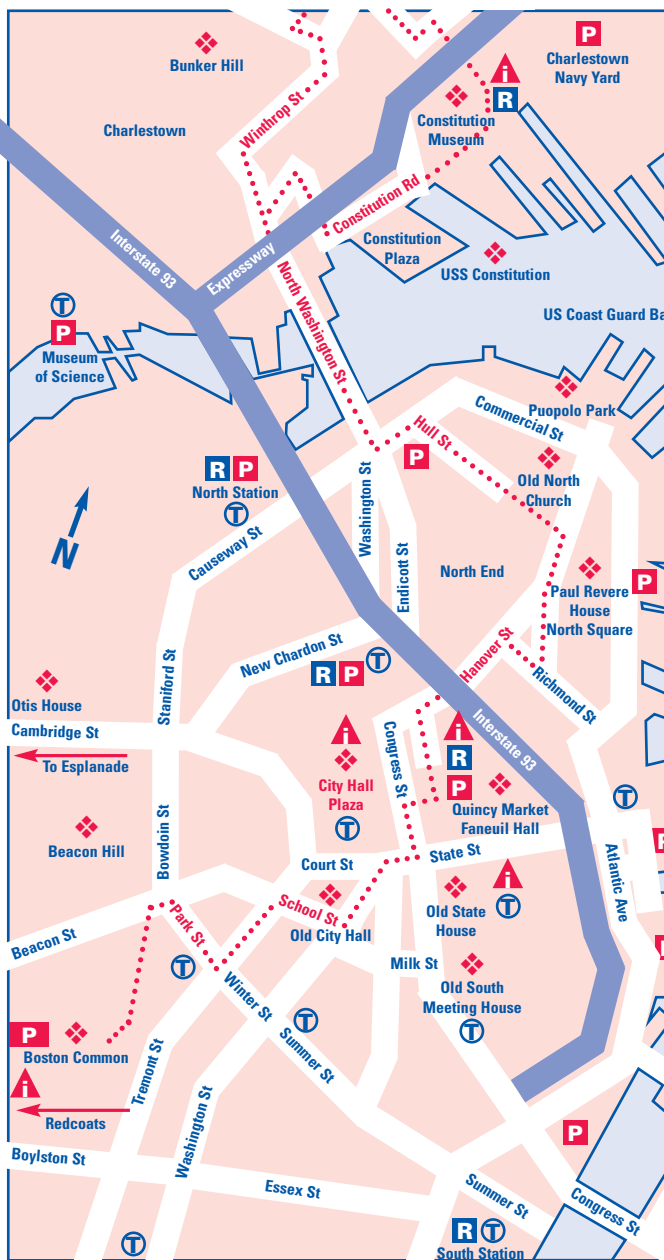 P
Bunker Hill
i
Charlestown
Navy Yard
R
Winthrop St
Constitution
Museum
Charlestown
Constitution Rd
Constitution
Plaza
Interstate 93
Expressway
USS Constitution
T
P
Museum
of Science
North Washington St
US Coast Guard Ba
Puopolo Park
Commercial St
Hull St
P
R P
North Station
T
Old North
Church
N
Causeway St
Washington St
Endicott St
North End
Paul Revere
House
North Square
P
New Chardon St
R P T
Staniford St
Hanover St
Richmond St
Otis House
Cambridge St
To Esplanade
i
City Hall
Plaza
T
Congress St
i
R
P
Interstate 93
Quincy Market
Faneuil Hall
T
Beacon Hill
Bowdoin St
Court St
State St
Atlantic Ave
P
Park St
School St
Old City Hall
Old State
House
i
T
Beacon St
T
Winter St
Milk St
Old South
Meeting House
T
P
Boston Common
i
Redcoats
Tremont St
T
Summer St
Washington St
P
Boylston St
Essex St
Summer St
Congress St
T
R T
South Station